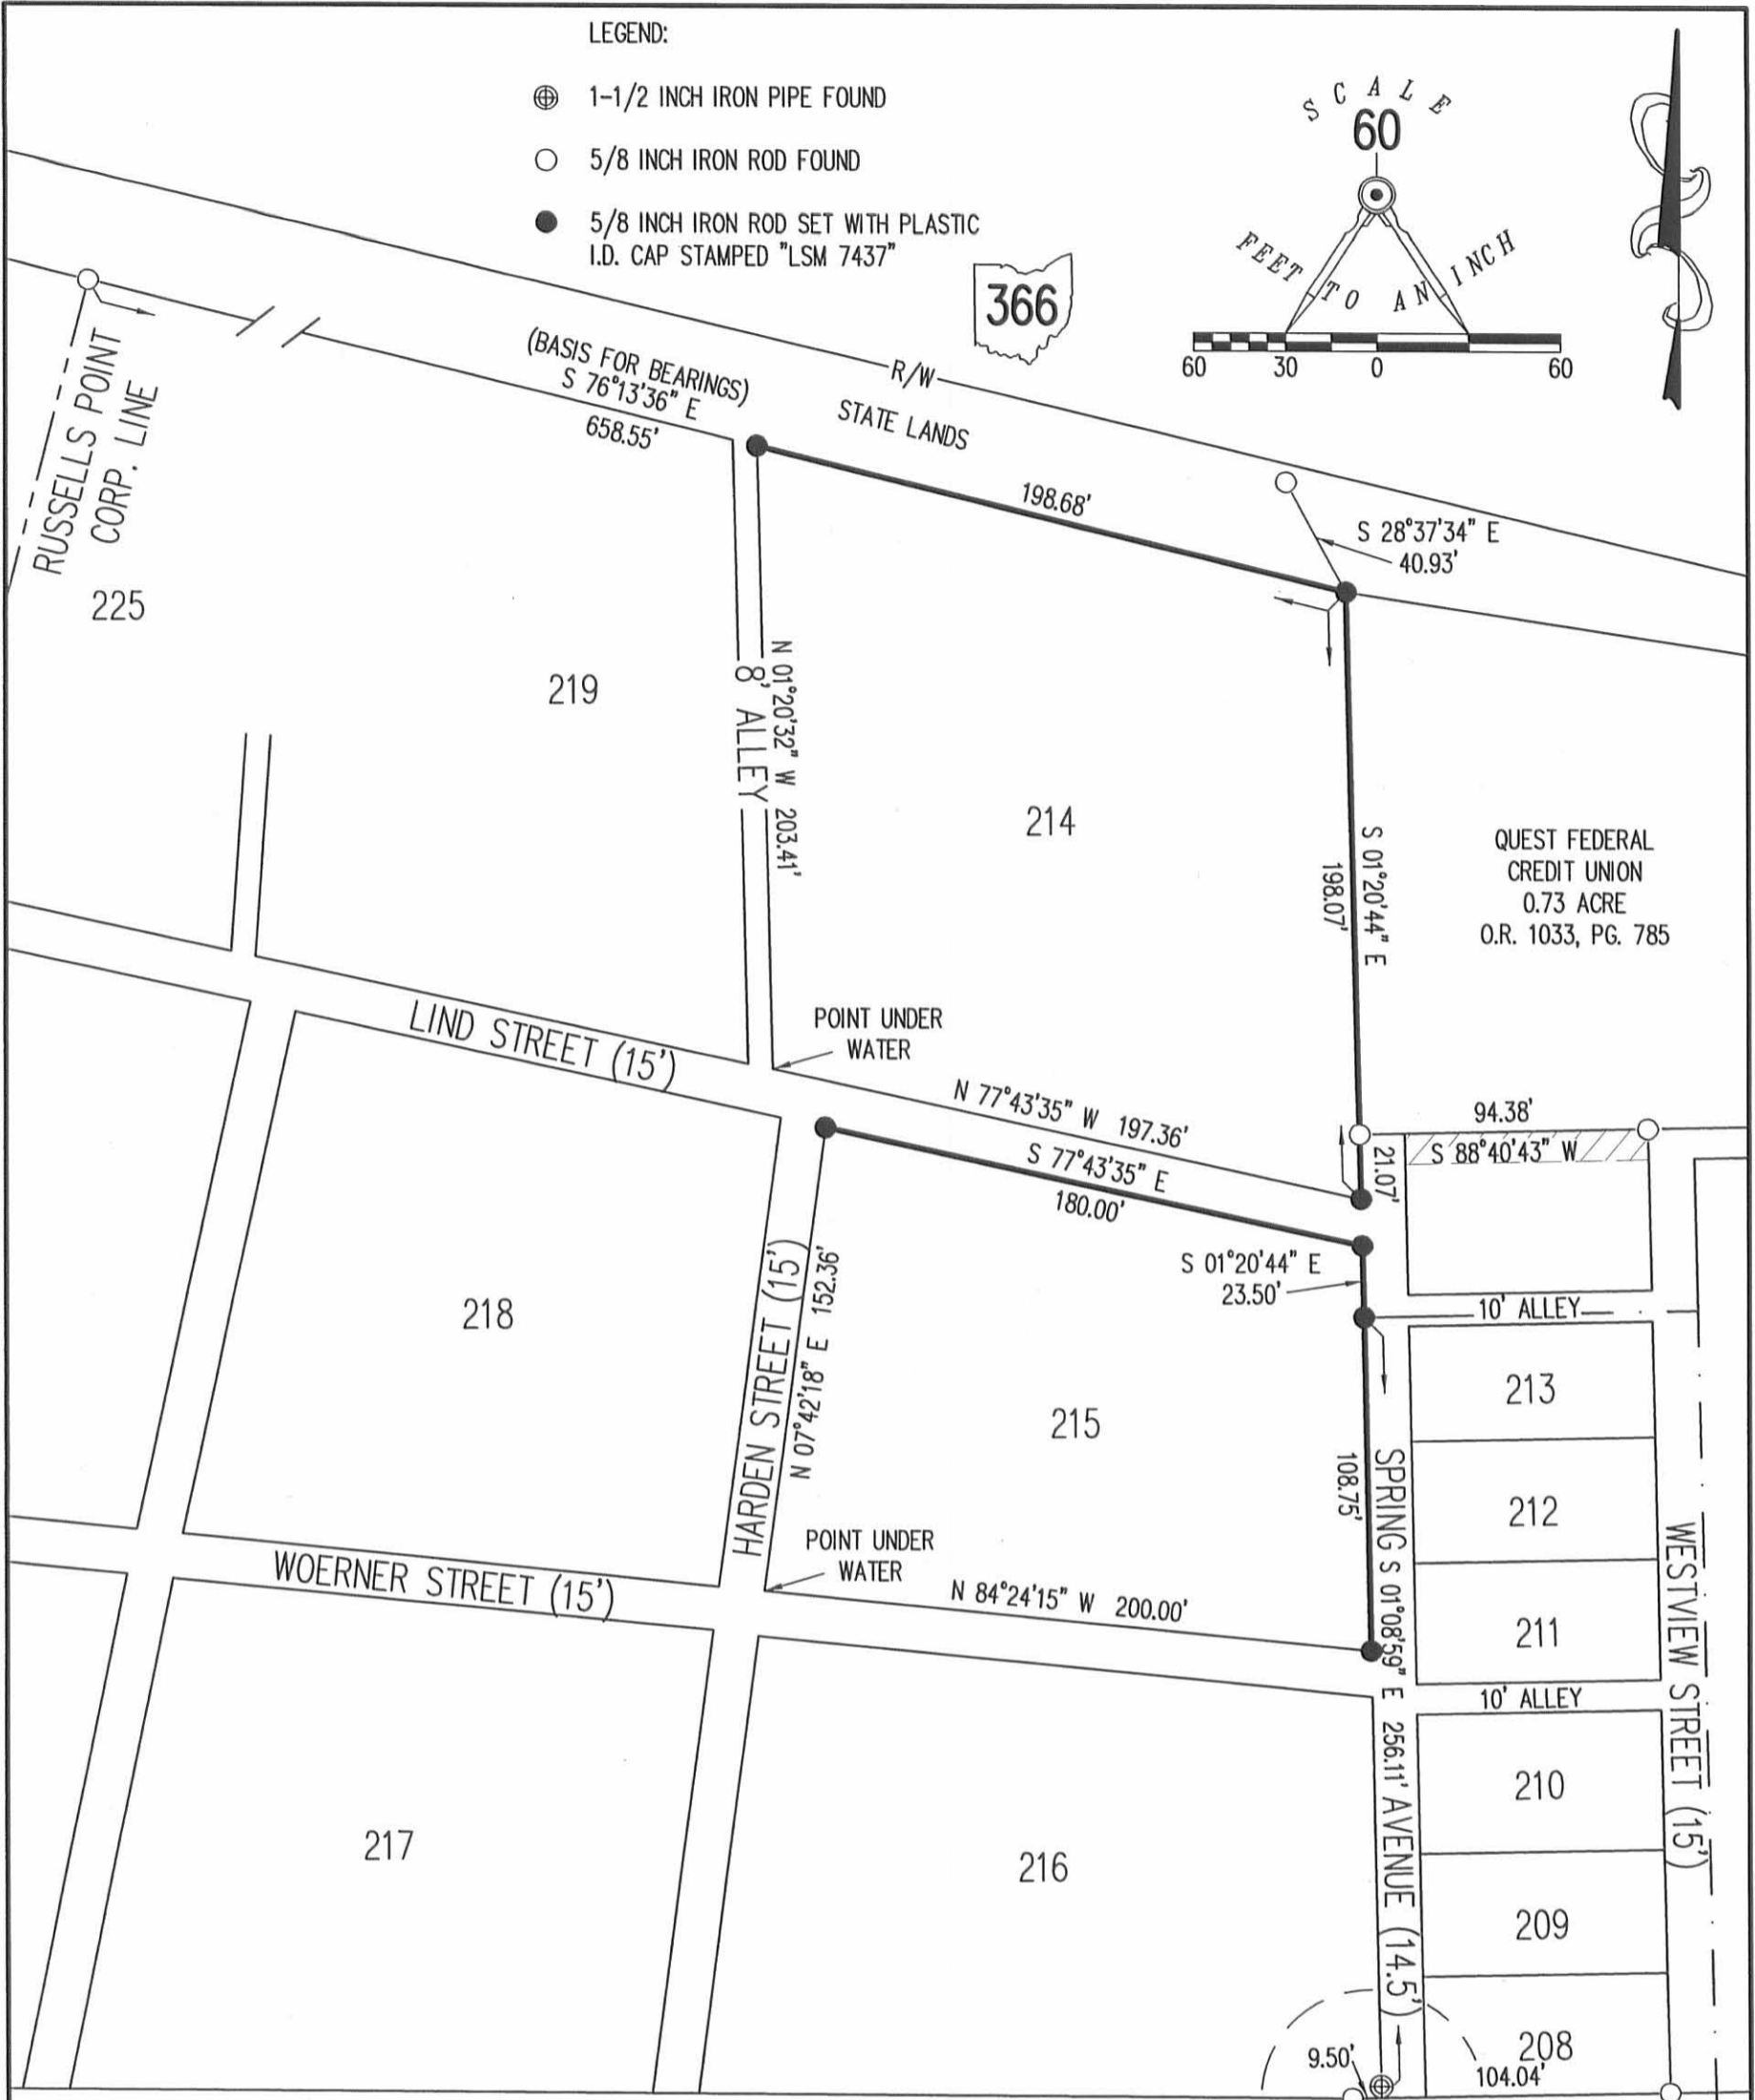 LEGEND:
1-1/2 INCH IRON PIPE FOUND
5/8 INCH IRON ROD FOUND
5/8 INCH IRON ROD SET WITH PLASTIC
I.D. CAP STAMPED "LSM 7437"
SCALE
60
FEET TO AN INCH
60 30 0 60
366
RUSSELLS POINT
CORP. LINE
(BASIS FOR BEARINGS)
S 76°13'36" E
658.55'
R/W
STATE LANDS
198.68'
S 28°37'34" E
40.93'
225
219
8' ALLEY
N 01°20'32" W 203.41'
214
S 01°20'44" E
198.07'
QUEST FEDERAL
CREDIT UNION
0.73 ACRE
O.R. 1033, PG. 785
LIND STREET (15')
POINT UNDER
WATER
N 77°43'35" W 197.36'
S 77°43'35" E
180.00'
94.38'
S 88°40'43" W
21.07'
S 01°20'44" E
23.50'
10' ALLEY
218
HARDEN STREET (15')
N 07°42'18" E 152.36'
215
108.75'
213
212
211
SPRING S 01°08'59" E 256.11' AVENUE (14.5')
WESTVIEW STREET (15')
POINT UNDER
WATER
WOERNER STREET (15')
N 84°24'15" W 200.00'
10' ALLEY
217
216
210
209
208
9.50'
104.04'